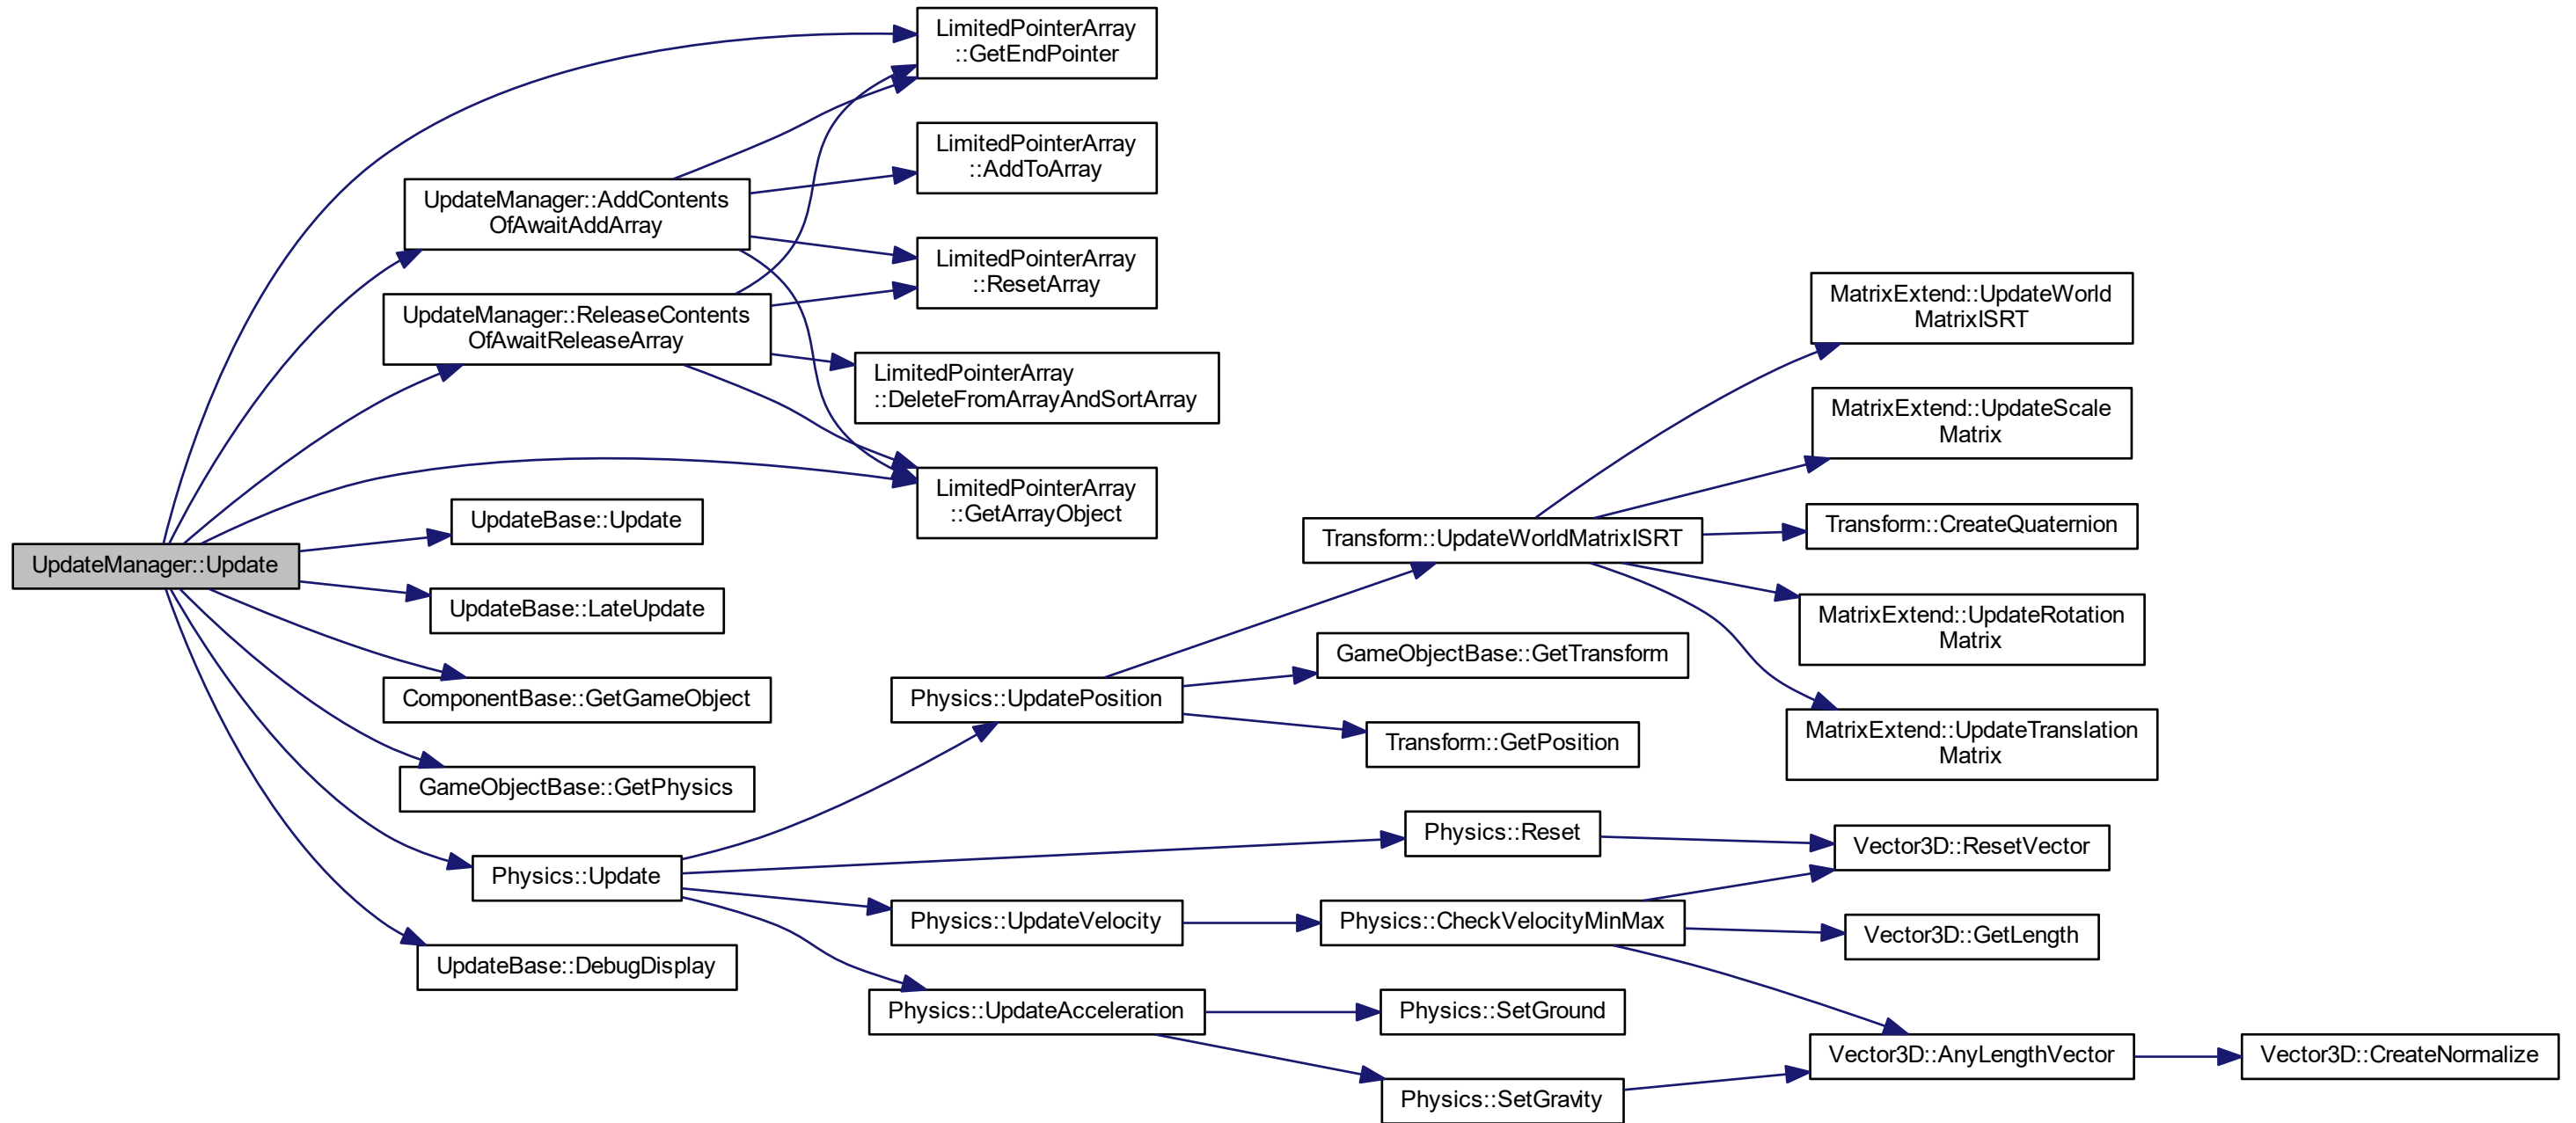 LimitedPointerArray
::GetEndPointer
LimitedPointerArray
::AddToArray
UpdateManager::AddContents
OfAwaitAddArray
LimitedPointerArray
::ResetArray
UpdateManager::ReleaseContents
OfAwaitReleaseArray
LimitedPointerArray
::DeleteFromArrayAndSortArray
LimitedPointerArray
::GetArrayObject
UpdateManager::Update
UpdateBase::Update
UpdateBase::LateUpdate
ComponentBase::GetGameObject
GameObjectBase::GetPhysics
Physics::Update
UpdateBase::DebugDisplay
Physics::UpdatePosition
Physics::UpdateVelocity
Physics::UpdateAcceleration
Transform::UpdateWorldMatrixISRT
GameObjectBase::GetTransform
Transform::GetPosition
Physics::Reset
Physics::CheckVelocityMinMax
Physics::SetGround
Physics::SetGravity
MatrixExtend::UpdateWorld
MatrixISRT
MatrixExtend::UpdateScale
Matrix
Transform::CreateQuaternion
MatrixExtend::UpdateRotation
Matrix
MatrixExtend::UpdateTranslation
Matrix
Vector3D::ResetVector
Vector3D::GetLength
Vector3D::AnyLengthVector
Vector3D::CreateNormalize